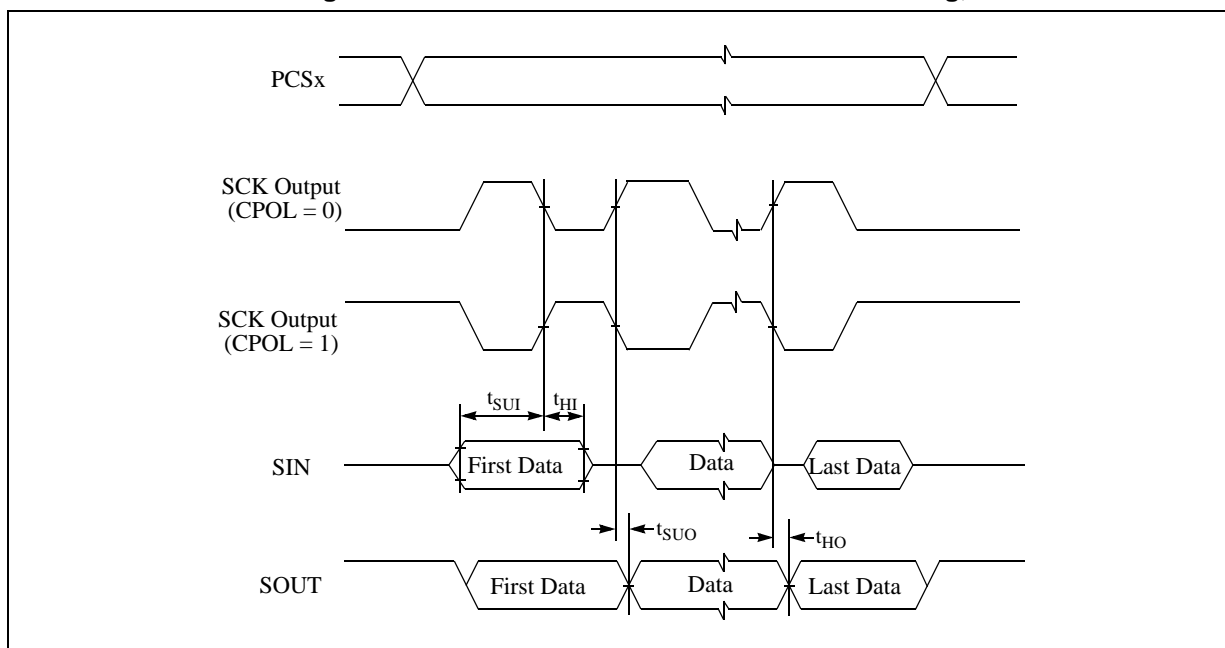 PCSx
SCK Output
(CPOL = 0)
SCK Output
(CPOL = 1)
tSUI
tHI
SIN
First Data
Data
Last Data
tSUO
tHO
SOUT
First Data
Data
Last Data